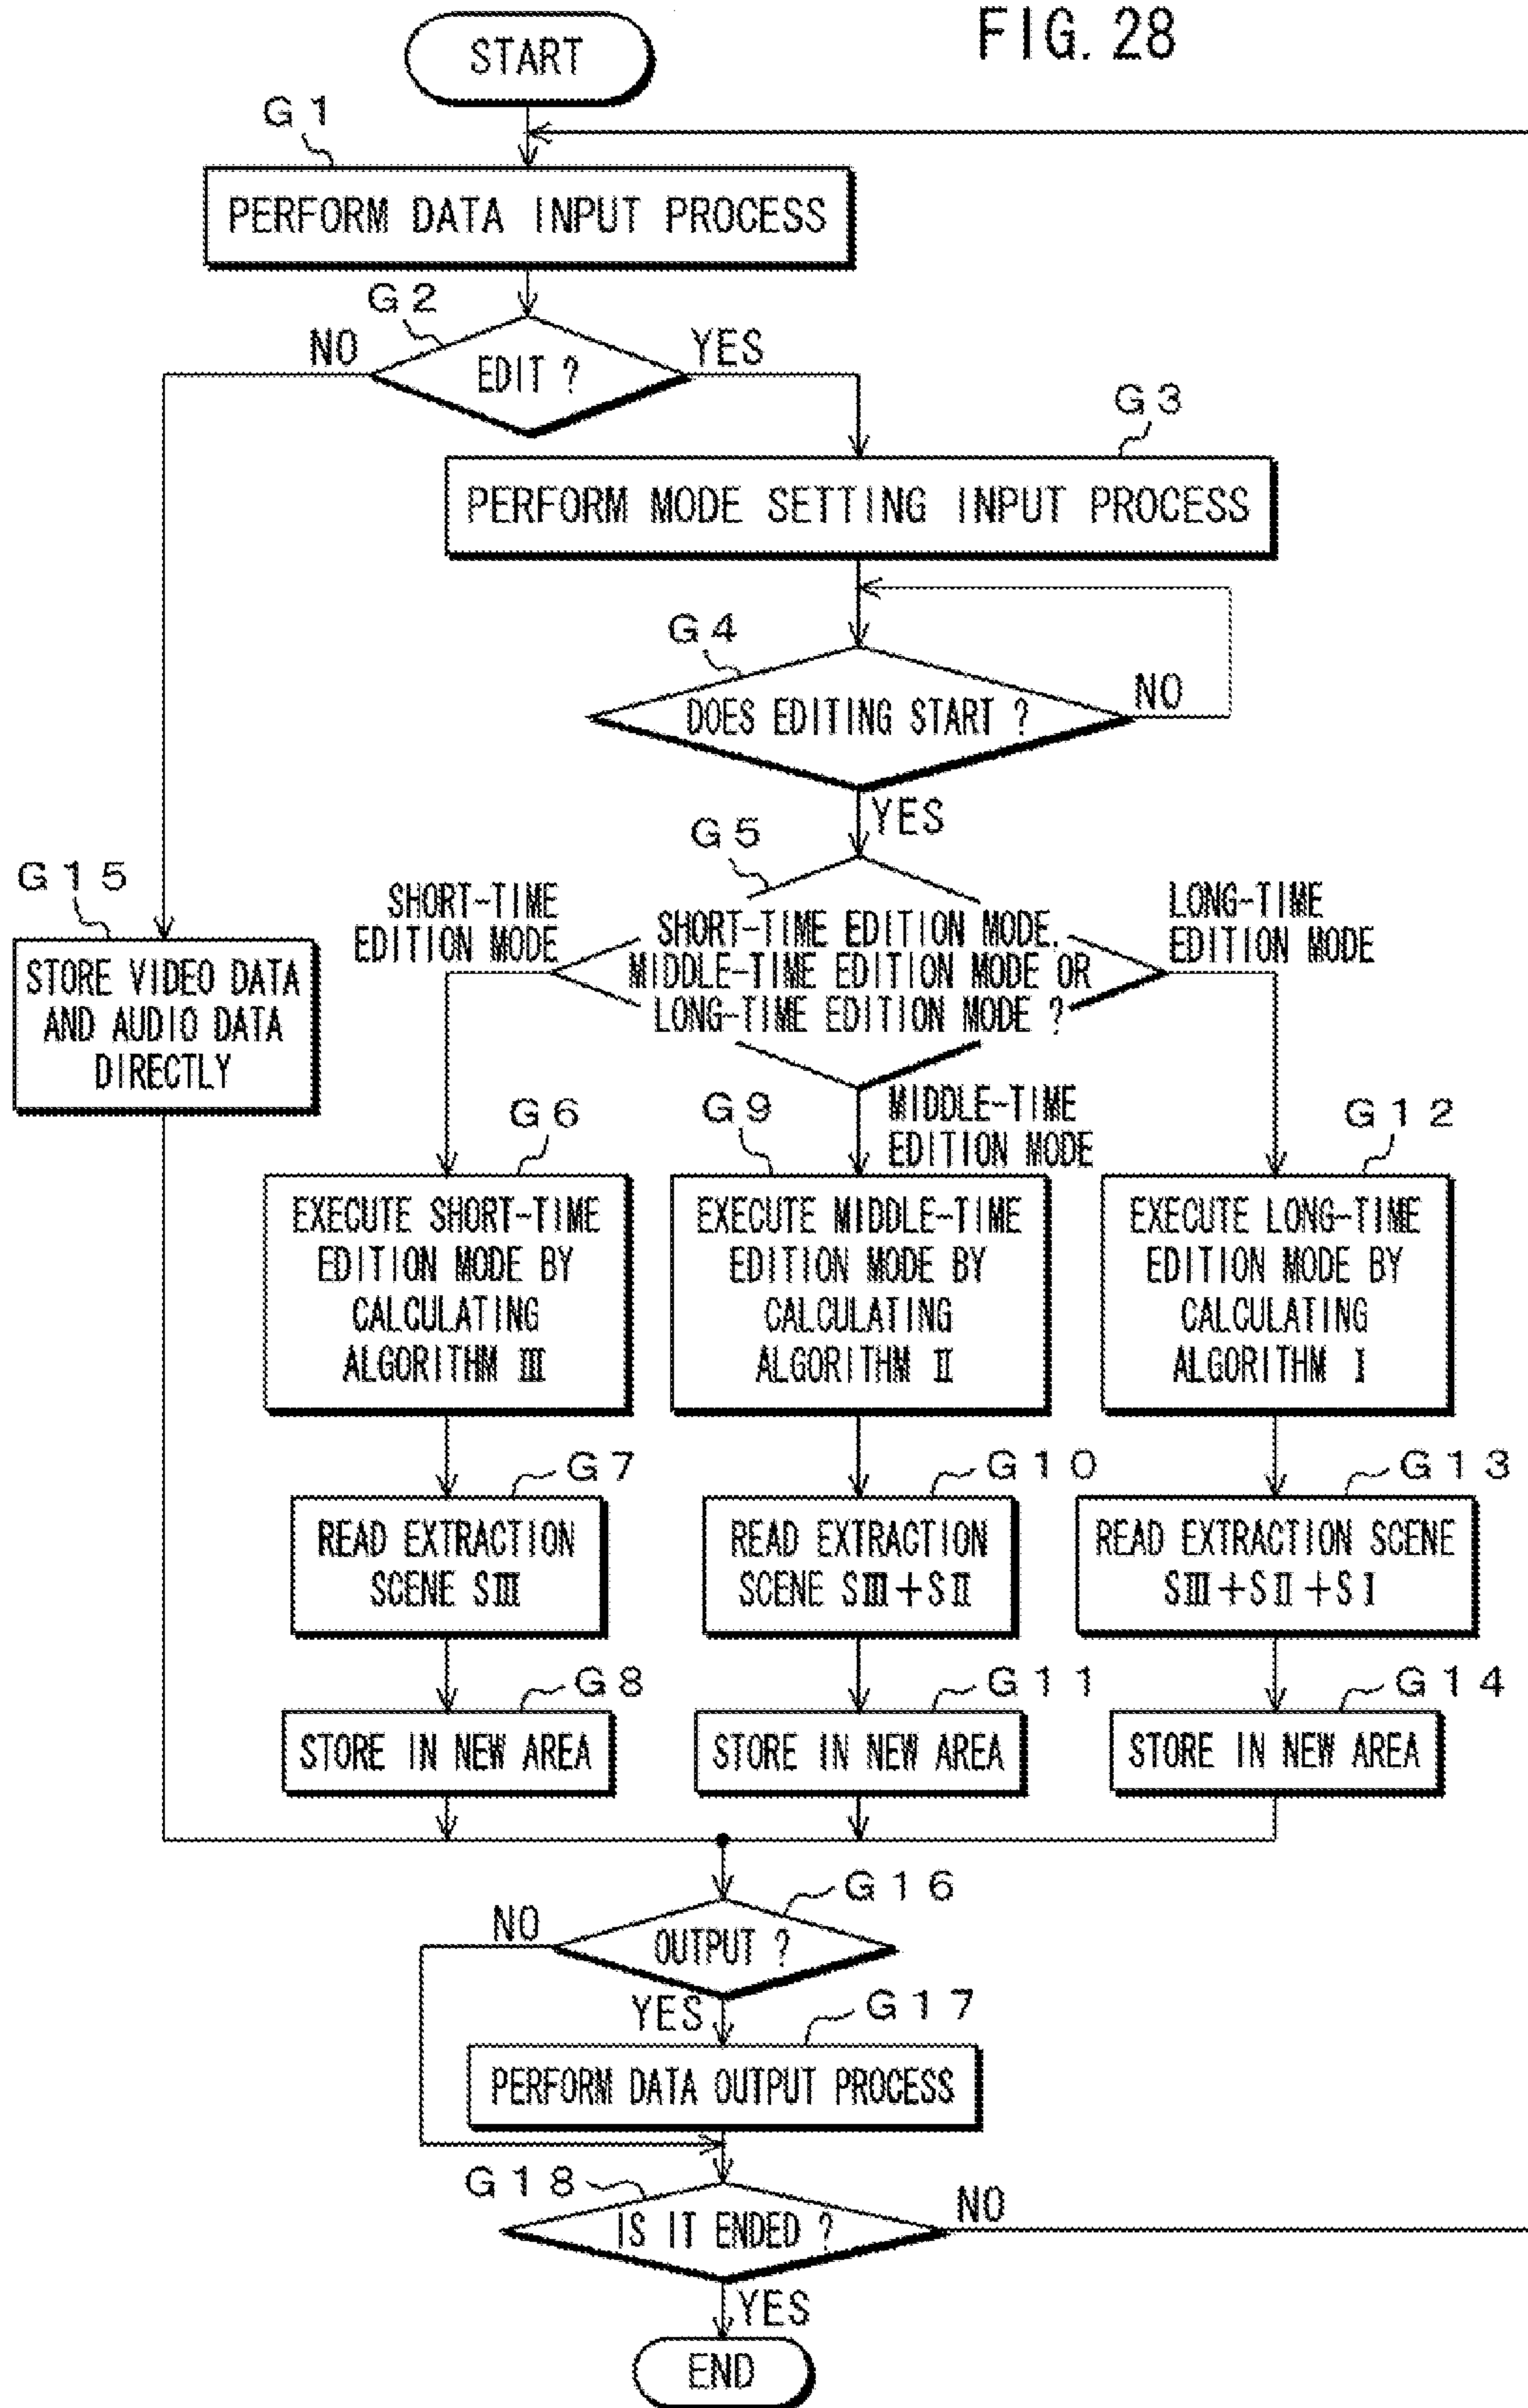 FIG. 28
START
G1
PERFORM DATA INPUT PROCESS
G2
NO
YES
EDIT ?
G3
PERFORM MODE SETTING INPUT PROCESS
G4
DOES EDITING START ?
NO
YES
G5
SHORT-TIME
EDITION MODE
SHORT-TIME EDITION MODE.
MIDDLE-TIME EDITION MODE OR
LONG-TIME EDITION MODE ?
LONG-TIME
EDITION MODE
G15
STORE VIDEO DATA
AND AUDIO DATA
DIRECTLY
MIDDLE-TIME
EDITION MODE
G6
EXECUTE SHORT-TIME
EDITION MODE BY
CALCULATING
ALGORITHM Ⅲ
G9
EXECUTE MIDDLE-TIME
EDITION MODE BY
CALCULATING
ALGORITHM Ⅱ
G12
EXECUTE LONG-TIME
EDITION MODE BY
CALCULATING
ALGORITHM Ⅰ
G7
READ EXTRACTION
SCENE SⅢ
G10
READ EXTRACTION
SCENE SⅢ+SⅡ
G13
READ EXTRACTION SCENE
SⅢ+SⅡ+SⅠ
G8
STORE IN NEW AREA
G11
STORE IN NEW AREA
G14
STORE IN NEW AREA
G16
NO
OUTPUT ?
YES
G17
PERFORM DATA OUTPUT PROCESS
G18
IS IT ENDED ?
NO
YES
END